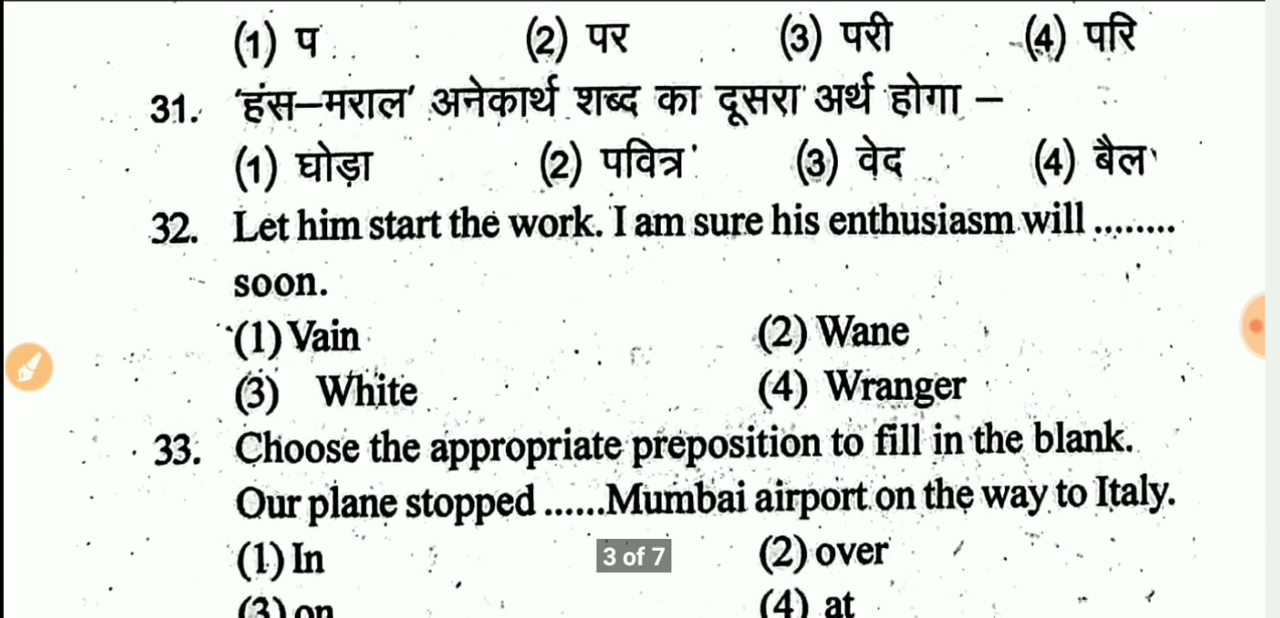 (1) प (2) पर (3) परी (4) परि
31. 'हंस–मराल' अनेकार्थ शब्द का दूसरा अर्थ होगा –
(1) घोड़ा (2) पवित्र (3) वेद (4) बैल
32. Let him start the work. I am sure his enthusiasm will ........
soon.
(1) Vain (2) Wane
(3) White (4) Wranger
33. Choose the appropriate preposition to fill in the blank.
Our plane stopped ......Mumbai airport on the way to Italy.
(1) In (2) over
3 of 7
(3) on (4) at